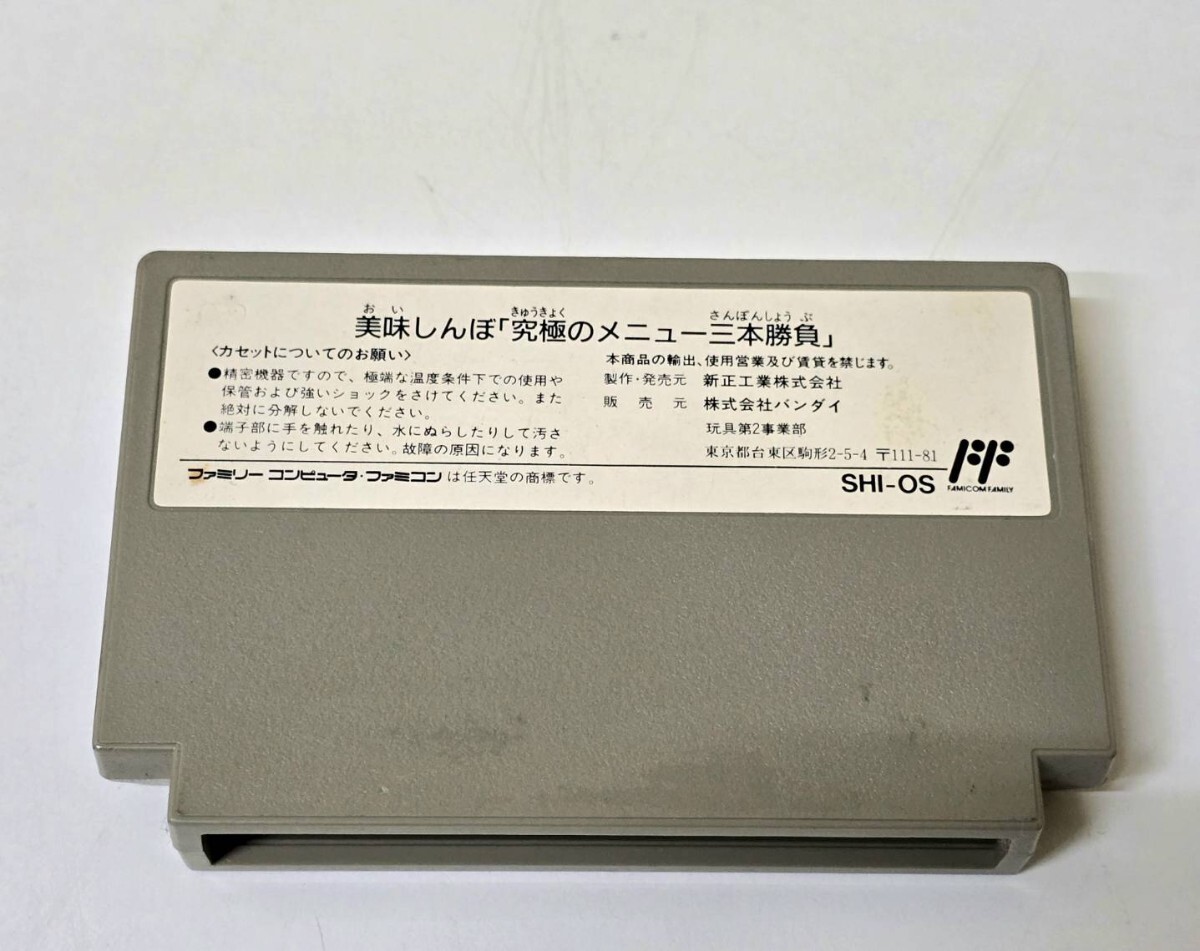 おい きゅうきょく さんぼんしょうぶ
美味しんぼ「究極のメニュー三本勝負」
〈カセットについてのお願い〉
●精密機器ですので、極端な温度条件下での使用や
保管および強いショックをさけてください。また
絶対に分解しないでください。
●端子部に手を触れたり、水にぬらしたりして汚さ
ないようにしてください。故障の原因になります。
本商品の輸出、使用営業及び賃貸を禁じます。
製作・発売元 新正工業株式会社
販売元 株式会社バンダイ
玩具第2事業部
東京都台東区駒形2-5-4 〒111-81
ファミリーコンピュータ・ファミコンは任天堂の商標です。
SHI-OS
FAMICOM FAMILY